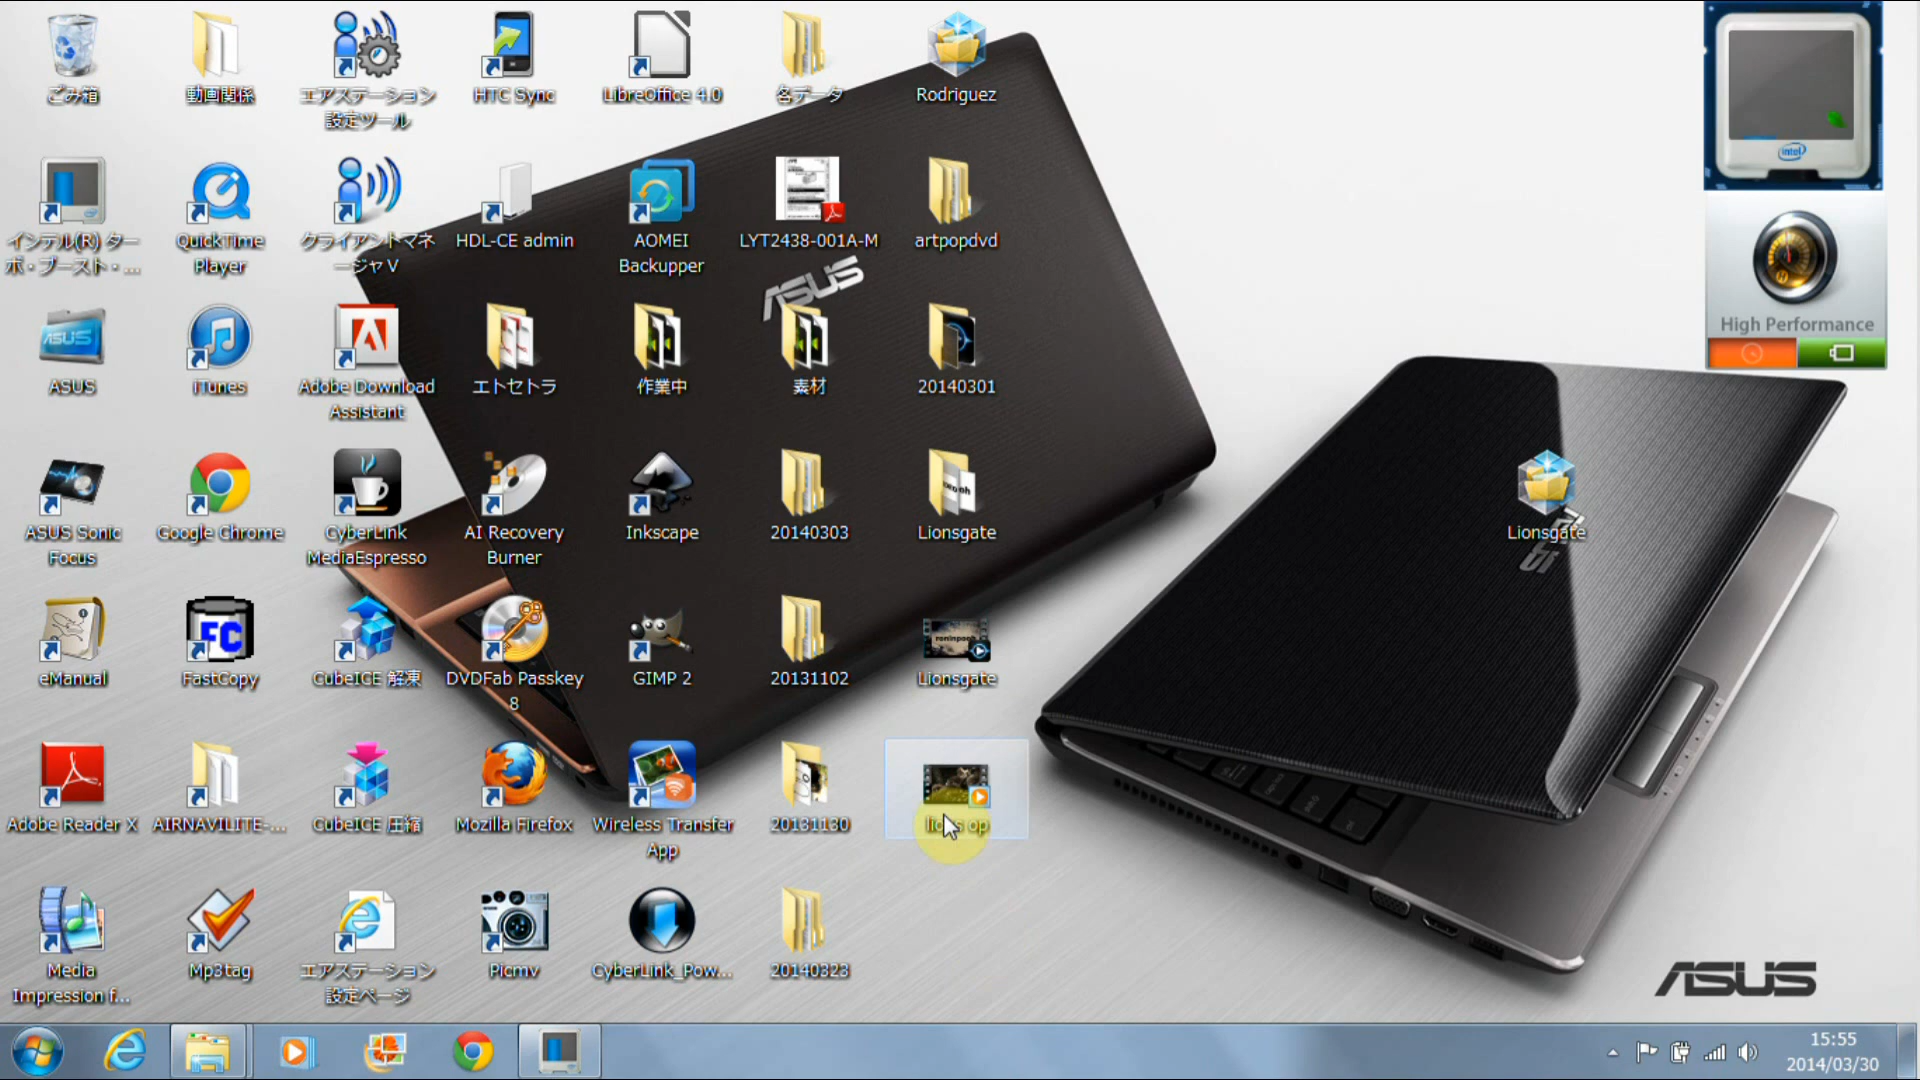 ごみ箱
動画関係
エアステーション
設定ツール
HTC Sync
LibreOffice 4.0
各データ
Rodriguez
intel
インテル(R) ター
ボ・ブースト・...
QuickTime
Player
クライアントマネ
ージャV
HDL-CE admin
AOMEI
Backupper
LYT2438-001A-M
artpopdvd
ASUS
High Performance
ASUS
iTunes
Adobe Download
Assistant
エトセトラ
作業中
素材
20140301
ASUS Sonic
Focus
Google Chrome
CyberLink
MediaEspresso
AI Recovery
Burner
Inkscape
20140303
Lionsgate
Lionsgate
eManual
FC
FastCopy
CubeICE 解凍
DVDFab Passkey
8
GIMP 2
20131102
roninpooh
Lionsgate
Adobe Reader X
AIRNAVILITE-...
CubeICE 圧縮
Mozilla Firefox
Wireless Transfer
App
20131130
lions op
Media
Impression f...
Mp3tag
エアステーション
設定ページ
Picmv
CyberLink_Pow...
20140323
ASUS
15:55
2014/03/30